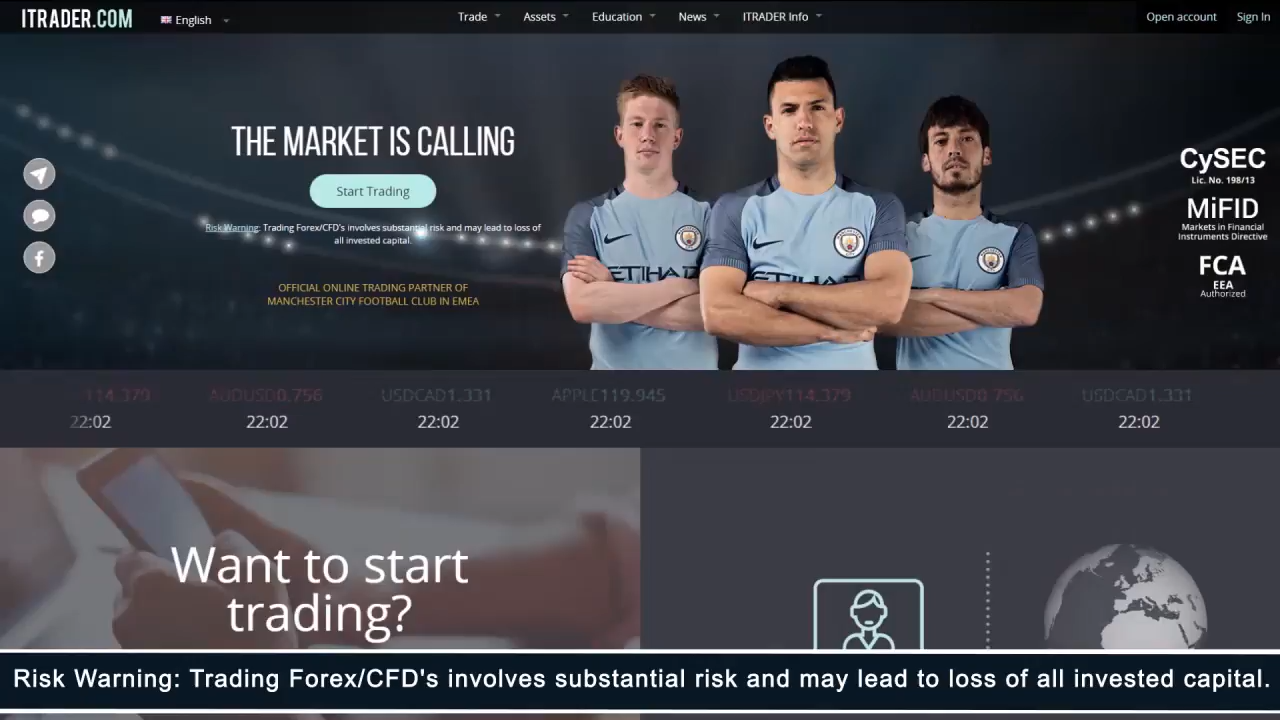 ITRADER.COM
English
Trade
Assets
Education
News
ITRADER Info
Open account
Sign In
THE MARKET IS CALLING
Start Trading
Risk Warning: Trading Forex/CFD's involves substantial risk and may lead to loss of
all invested capital.
OFFICIAL ONLINE TRADING PARTNER OF
MANCHESTER CITY FOOTBALL CLUB IN EMEA
ETIHAD
ETIHAD
CySEC
Lic. No. 198/13
MiFID
Markets in Financial
Instruments Directive
FCA
EEA
Authorized
114.379
AUDUSD0.756
USDCAD1.331
APPLE119.945
USDJPY114.379
AUDUSD0.756
USDCAD1.331
22:02
22:02
22:02
22:02
22:02
22:02
22:02
Want to start
trading?
Risk Warning: Trading Forex/CFD's involves substantial risk and may lead to loss of all invested capital.